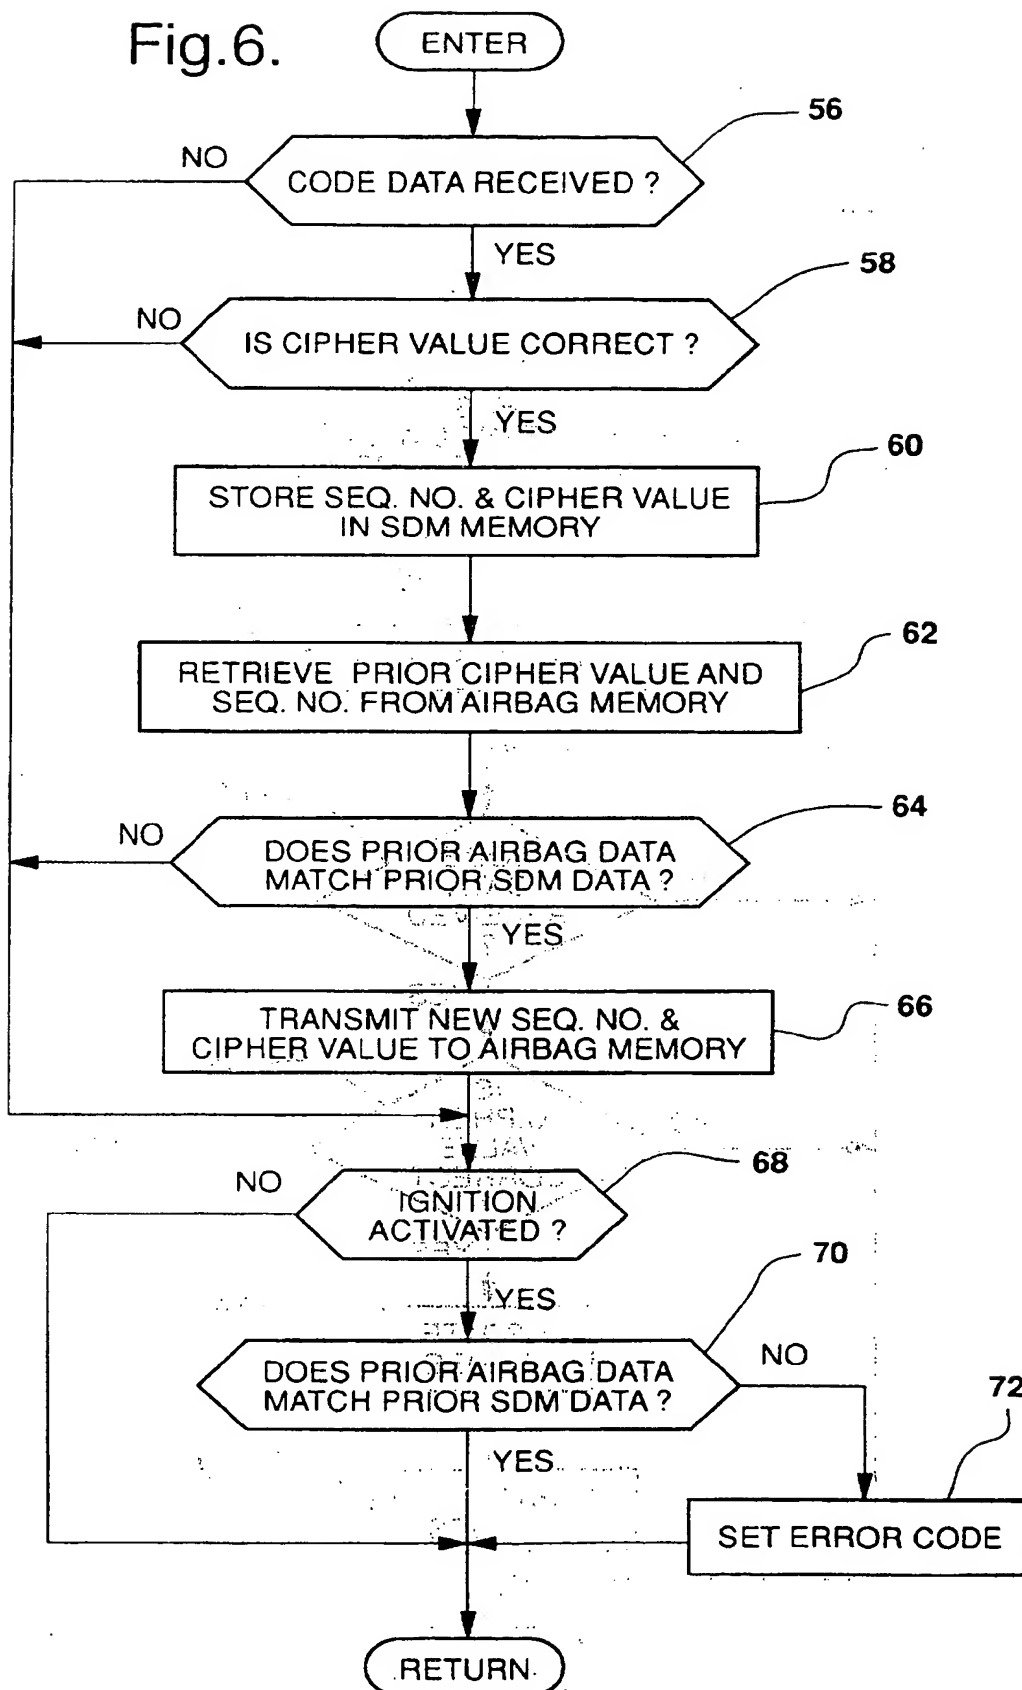 Fig.6.
ENTER
56
NO
CODE DATA RECEIVED ?
YES
58
NO
IS CIPHER VALUE CORRECT ?
YES
60
STORE SEQ. NO. & CIPHER VALUE
IN SDM MEMORY
62
RETRIEVE PRIOR CIPHER VALUE AND
SEQ. NO. FROM AIRBAG MEMORY
64
NO
DOES PRIOR AIRBAG DATA
MATCH PRIOR SDM DATA ?
YES
66
TRANSMIT NEW SEQ. NO. &
CIPHER VALUE TO AIRBAG MEMORY
68
NO
IGNITION
ACTIVATED ?
YES
70
DOES PRIOR AIRBAG DATA
MATCH PRIOR SDM DATA ?
NO
72
YES
SET ERROR CODE
RETURN